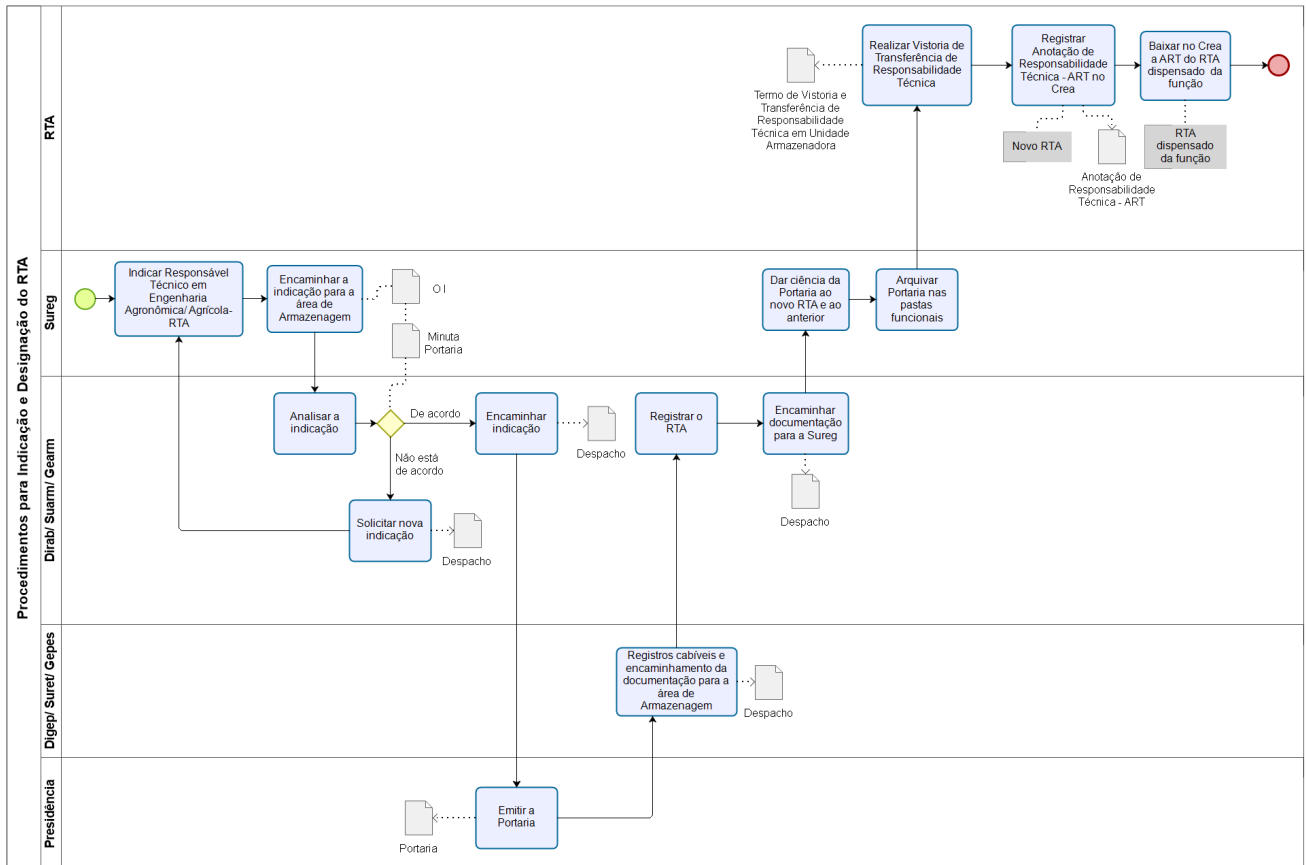 Procedimentos para Indicação e Designação do RTA
RTA
Realizar Vistoria de
Transferência de
Responsabilidade
Técnica
Termo de Vistoria e
Transferência de
Responsabilidade
Técnica em Unidade
Armazenadora
Registrar
Anotação de
Responsabilidade
Técnica - ART no
Crea
Novo RTA
Anotação de
Responsabilidade
Técnica - ART
Baixar no Crea
a ART do RTA
dispensado da
função
RTA
dispensado
da função
Sureg
Indicar Responsável
Técnico em
Engenharia
Agronômica/ Agrícola-
RTA
Encaminhar a
indicação para a
área de
Armazenagem
O I
Minuta
Portaria
Dar ciência da
Portaria ao
novo RTA e ao
anterior
Arquivar
Portaria nas
pastas
funcionais
Dirab/ Suarm/ Gearm
Analisar a
indicação
De acordo
Não está
de acordo
Encaminhar
indicação
Despacho
Solicitar nova
indicação
Despacho
Registrar o
RTA
Encaminhar
documentação
para a Sureg
Despacho
Digep/ Suret/ Gepes
Registros cabíveis e
encaminhamento da
documentação para a
área de
Armazenagem
Despacho
Presidência
Emitir a
Portaria
Portaria